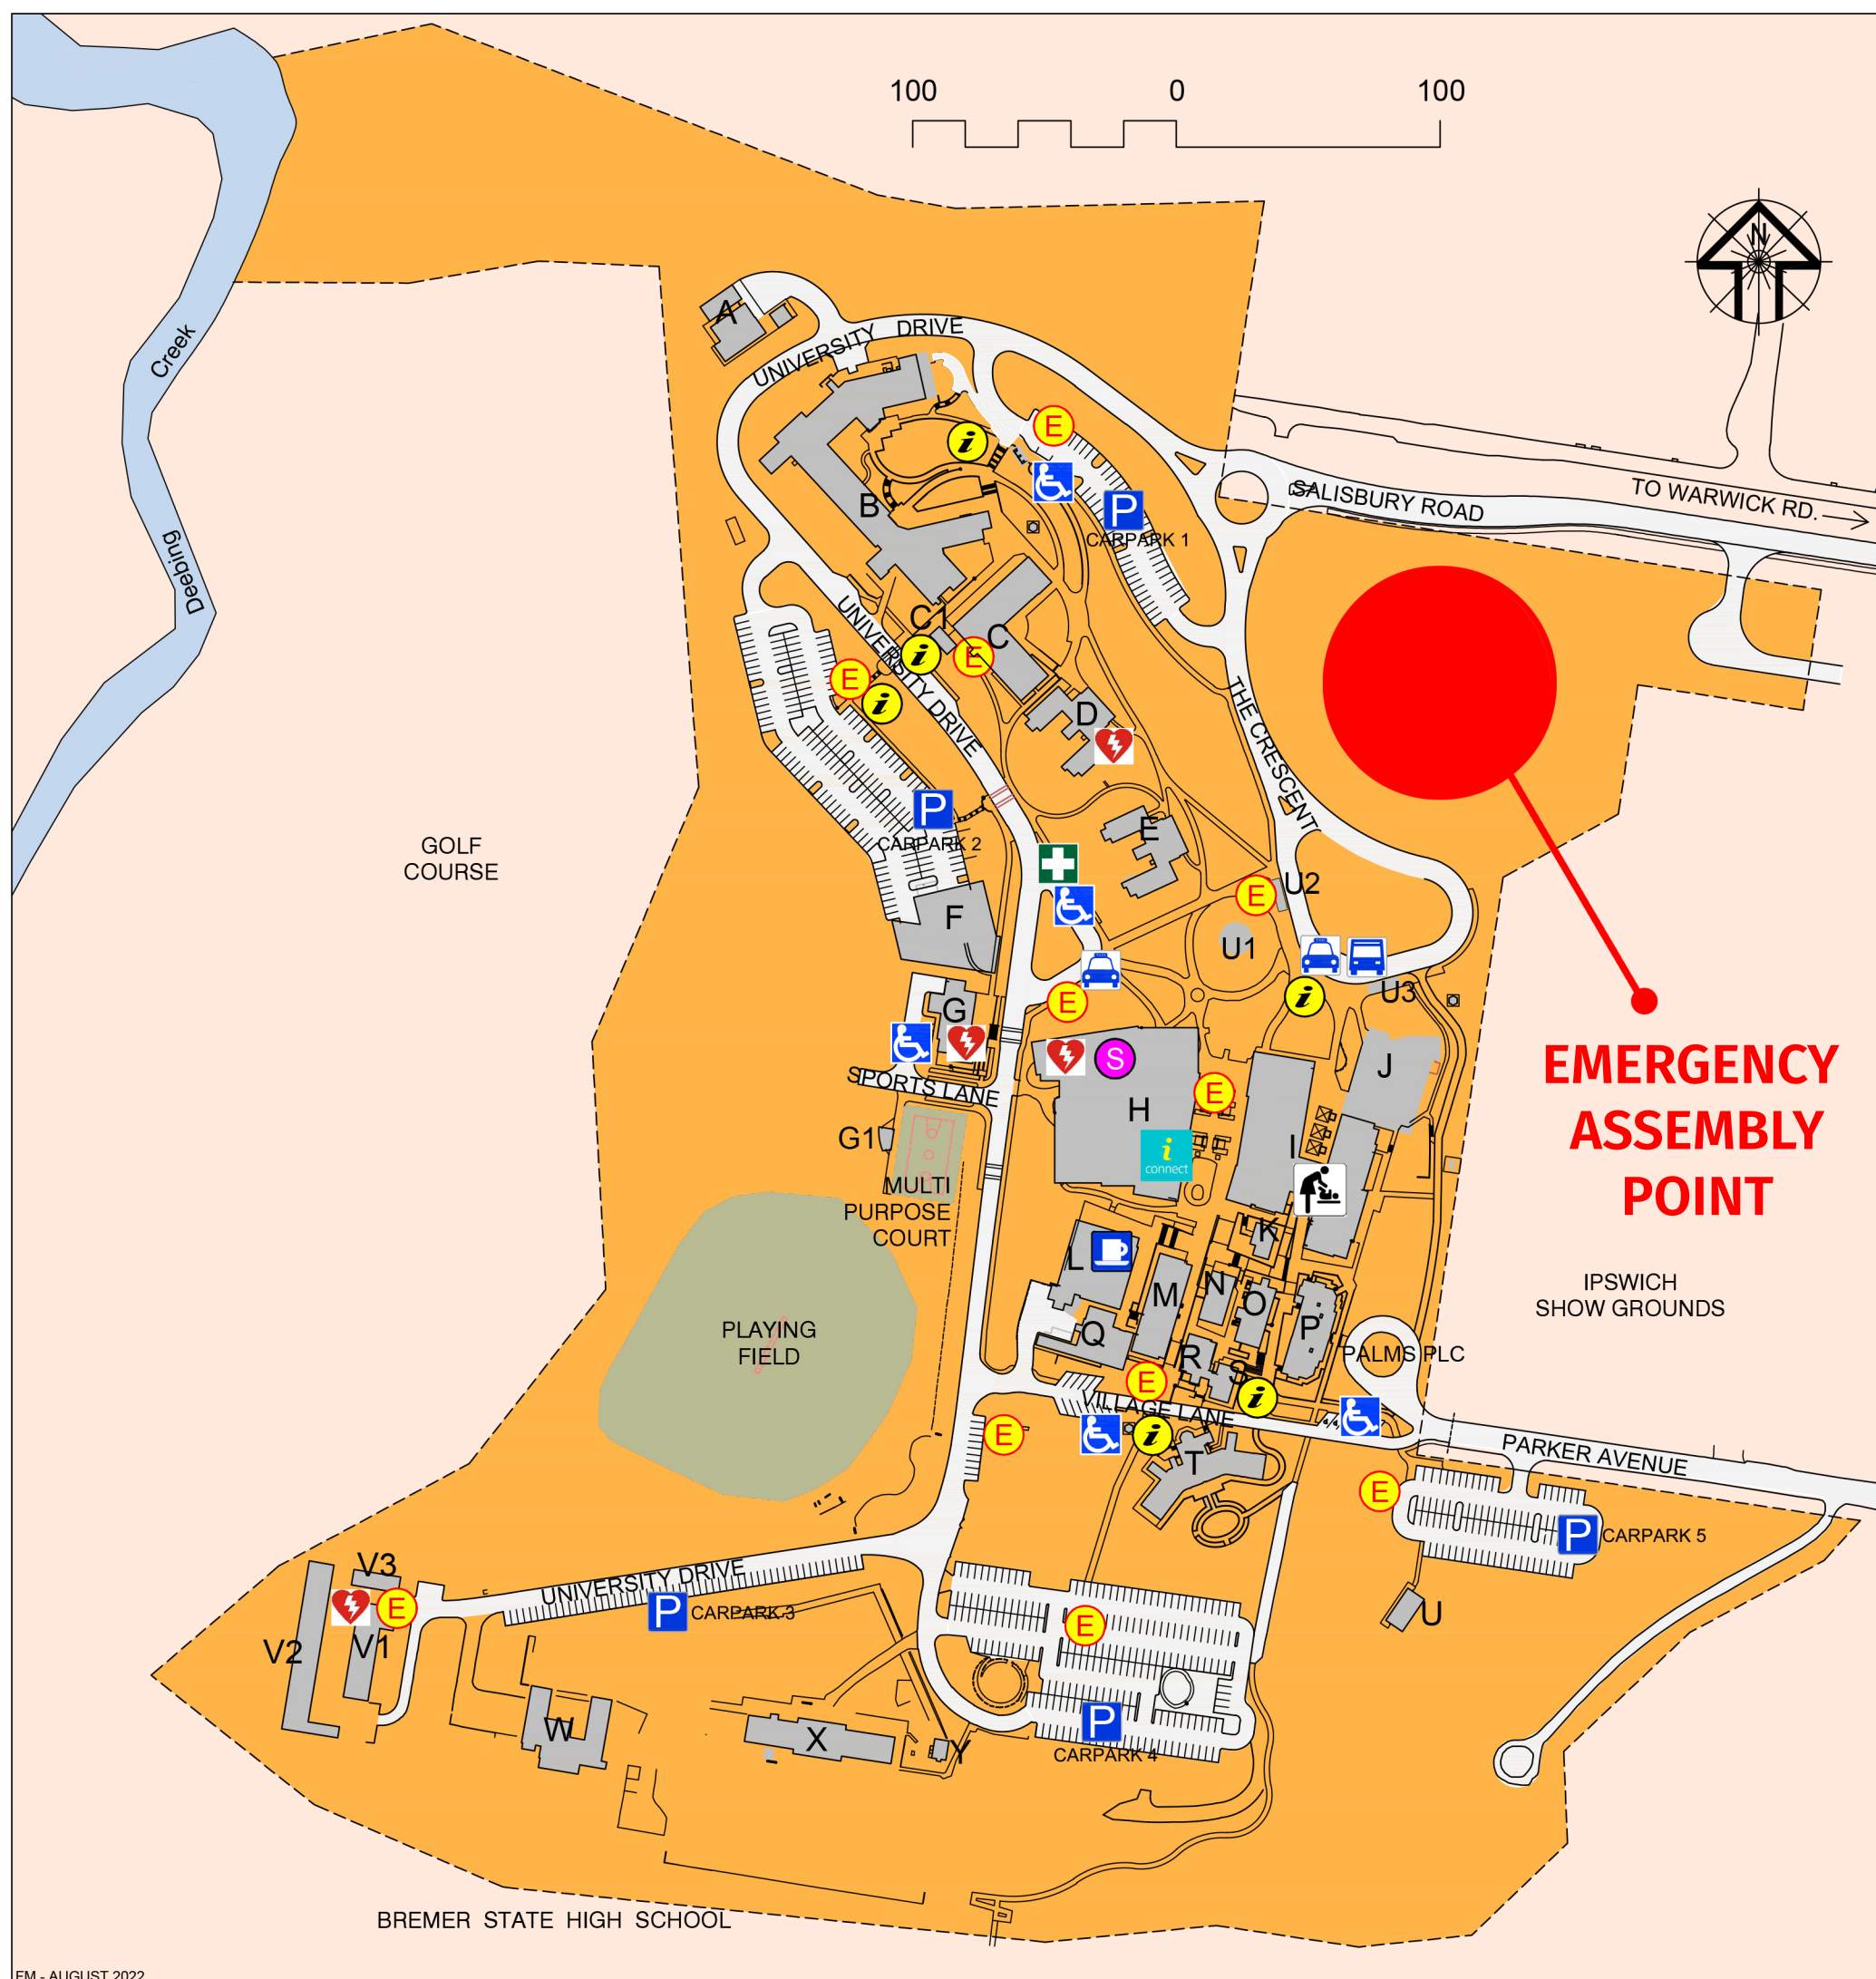 100 0 100
N
A
UNIVERSITY DRIVE
Creek
Deebing
E
i
P
CARPARK 1
B
SALISBURY ROAD
TO WARWICK RD.
C1
C
UNIVERSITY DRIVE
i
E
E
i
D
THE CRESCENT
P
CARPARK 2
GOLF
COURSE
E
E
U2
F
U1
U3
i
G
E
S
J
EMERGENCY
ASSEMBLY
POINT
SPORTS LANE
H
E
G1
i
connect
I
MULTI
PURPOSE
COURT
K
L
M
N
O
P
Q
R
S
IPSWICH
SHOW GROUNDS
PLAYING
FIELD
PALMS PLC
E
i
VILLAGE LANE
E
i
T
PARKER AVENUE
E
P
CARPARK 5
V3
UNIVERSITY DRIVE
E
P
CARPARK 3
U
V2
V1
E
W
X
Y
P
CARPARK 4
BREMER STATE HIGH SCHOOL
FM - AUGUST 2022